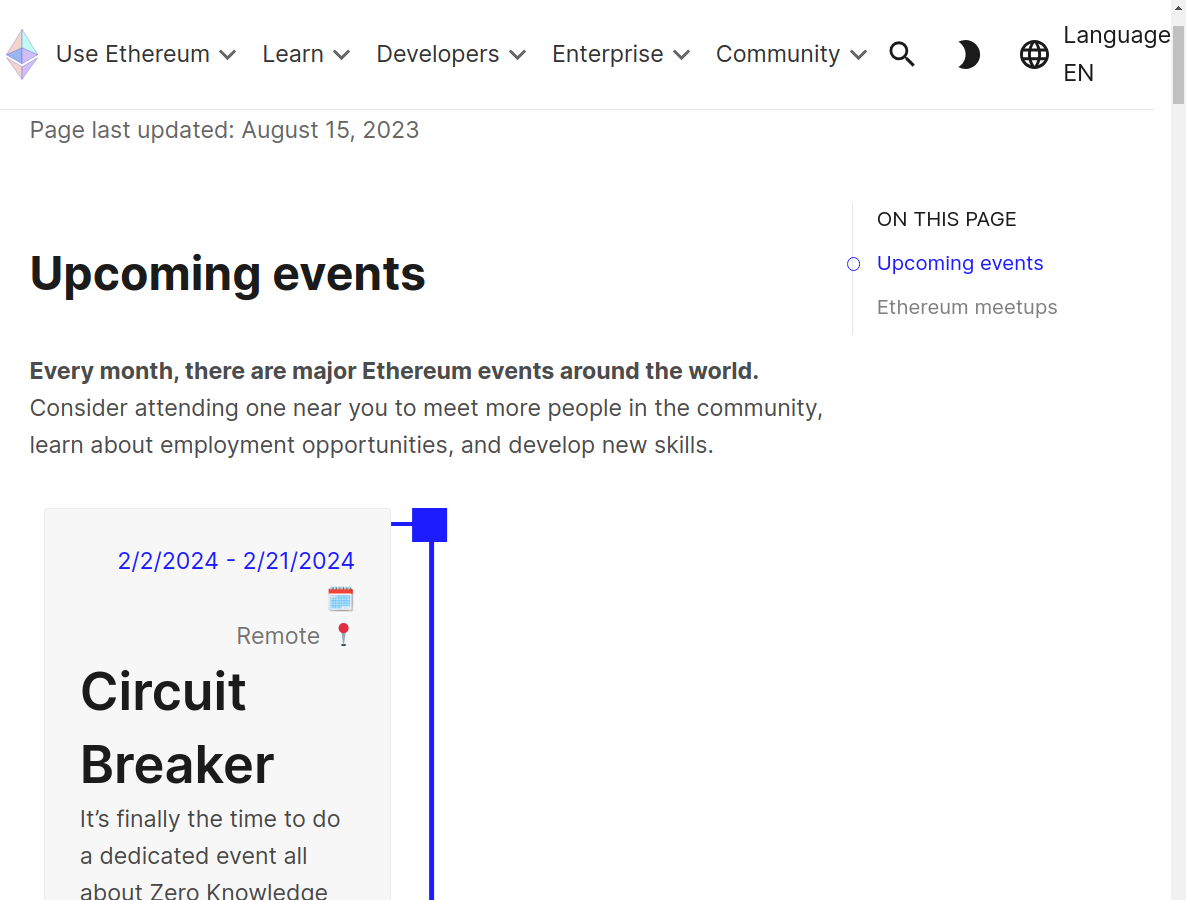 Use Ethereum
Learn
Developers
Enterprise
Community
Language
EN
Page last updated: August 15, 2023
ON THIS PAGE
Upcoming events
Ethereum meetups
Upcoming events
Every month, there are major Ethereum events around the world.
Consider attending one near you to meet more people in the community,
learn about employment opportunities, and develop new skills.
2/2/2024 - 2/21/2024
Remote
Circuit
Breaker
It’s finally the time to do
a dedicated event all
about Zero Knowledge